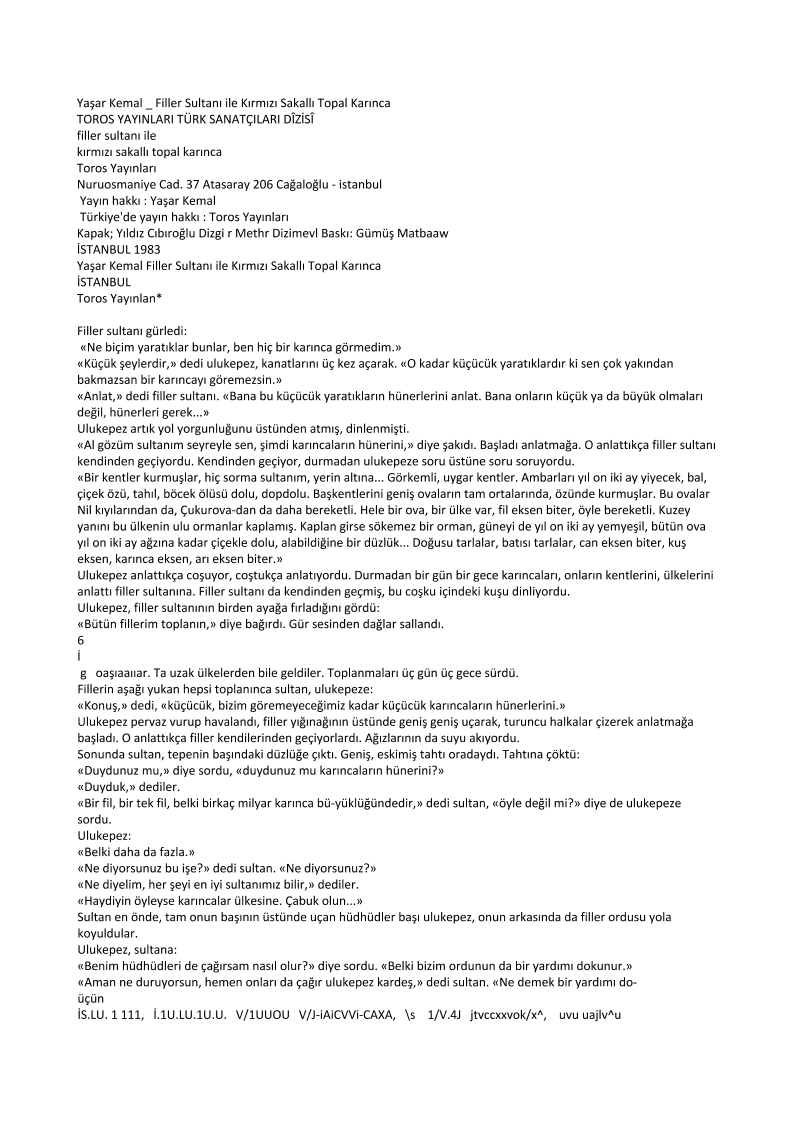 Yaşar Kemal _ Filler Sultanı ile Kırmızı Sakallı Topal Karınca
TOROS YAYINLARI TÜRK SANATÇILARI DÎZİSÎ
filler sultanı ile
kırmızı sakallı topal karınca
Toros Yayınları
Nuruosmaniye Cad. 37 Atasaray 206 Cağaloğlu - istanbul
Yayın hakkı : Yaşar Kemal
Türkiye'de yayın hakkı : Toros Yayınları
Kapak; Yıldız Cıbıroğlu Dizgi r Methr Dizimevl Baskı: Gümüş Matbaaw
İSTANBUL 1983
Yaşar Kemal Filler Sultanı ile Kırmızı Sakallı Topal Karınca
İSTANBUL
Toros Yayınlan*

Filler sultanı gürledi:
«Ne biçim yaratıklar bunlar, ben hiç bir karınca görmedim.»
«Küçük şeylerdir,» dedi ulukepez, kanatlarını üç kez açarak. «O kadar küçücük yaratıklardır ki sen çok yakından
bakmazsan bir karıncayı göremezsin.»
«Anlat,» dedi filler sultanı. «Bana bu küçücük yaratıkların hünerlerini anlat. Bana onların küçük ya da büyük olmaları
değil, hünerleri gerek...»
Ulukepez artık yol yorgunluğunu üstünden atmış, dinlenmişti.
«Al gözüm sultanım seyreyle sen, şimdi karıncaların hünerini,» diye şakıdı. Başladı anlatmağa. O anlattıkça filler sultanı
kendinden geçiyordu. Kendinden geçiyor, durmadan ulukepeze soru üstüne soru soruyordu.
«Bir kentler kurmuşlar, hiç sorma sultanım, yerin altına... Görkemli, uygar kentler. Ambarları yıl on iki ay yiyecek, bal,
çiçek özü, tahıl, böcek ölüsü dolu, dopdolu. Başkentlerini geniş ovaların tam ortalarında, özünde kurmuşlar. Bu ovalar
Nil kıyılarından da, Çukurova-dan da daha bereketli. Hele bir ova, bir ülke var, fil eksen biter, öyle bereketli. Kuzey
yanını bu ülkenin ulu ormanlar kaplamış. Kaplan girse sökemez bir orman, güneyi de yıl on iki ay yemyeşil, bütün ova
yıl on iki ay ağzına kadar çiçekle dolu, alabildiğine bir düzlük... Doğusu tarlalar, batısı tarlalar, can eksen biter, kuş
eksen, karınca eksen, arı eksen biter.»
Ulukepez anlattıkça coşuyor, coştukça anlatıyordu. Durmadan bir gün bir gece karıncaları, onların kentlerini, ülkelerini
anlattı filler sultanına. Filler sultanı da kendinden geçmiş, bu coşku içindeki kuşu dinliyordu.
Ulukepez, filler sultanının birden ayağa fırladığını gördü:
«Bütün fillerim toplanın,» diye bağırdı. Gür sesinden dağlar sallandı.
6
İ
g oaşıaaııar. Ta uzak ülkelerden bile geldiler. Toplanmaları üç gün üç gece sürdü.
Fillerin aşağı yukan hepsi toplanınca sultan, ulukepeze:
«Konuş,» dedi, «küçücük, bizim göremeyeceğimiz kadar küçücük karıncaların hünerlerini.»
Ulukepez pervaz vurup havalandı, filler yığınağının üstünde geniş geniş uçarak, turuncu halkalar çizerek anlatmağa
başladı. O anlattıkça filler kendilerinden geçiyorlardı. Ağızlarının da suyu akıyordu.
Sonunda sultan, tepenin başındaki düzlüğe çıktı. Geniş, eskimiş tahtı oradaydı. Tahtına çöktü:
«Duydunuz mu,» diye sordu, «duydunuz mu karıncaların hünerini?»
«Duyduk,» dediler.
«Bir fil, bir tek fil, belki birkaç milyar karınca bü-yüklüğündedir,» dedi sultan, «öyle değil mi?» diye de ulukepeze
sordu.
Ulukepez:
«Belki daha da fazla.»
«Ne diyorsunuz bu işe?» dedi sultan. «Ne diyorsunuz?»
«Ne diyelim, her şeyi en iyi sultanımız bilir,» dediler.
«Haydiyin öyleyse karıncalar ülkesine. Çabuk olun...»
Sultan en önde, tam onun başının üstünde uçan hüdhüdler başı ulukepez, onun arkasında da filler ordusu yola
koyuldular.
Ulukepez, sultana:
«Benim hüdhüdleri de çağırsam nasıl olur?» diye sordu. «Belki bizim ordunun da bir yardımı dokunur.»
«Aman ne duruyorsun, hemen onları da çağır ulukepez kardeş,» dedi sultan. «Ne demek bir yardımı do-
üçün
İS.LU. 1 111, İ.1U.LU.1U.U. V/1UUOU V/J-iAiCVVi-CAXA, \s 1/V.4J jtvccxxvok/x^, uvu uajlv^u